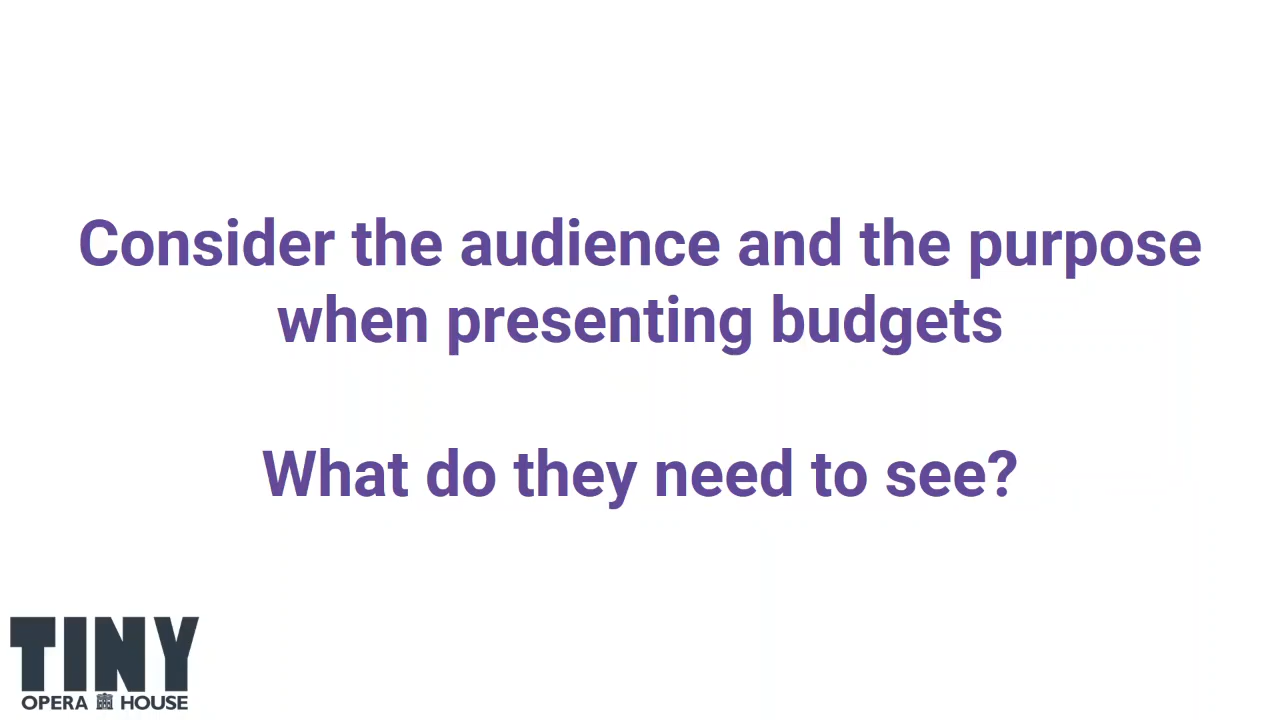 Consider the audience and the purpose
when presenting budgets
What do they need to see?
TINY
OPERA HOUSE